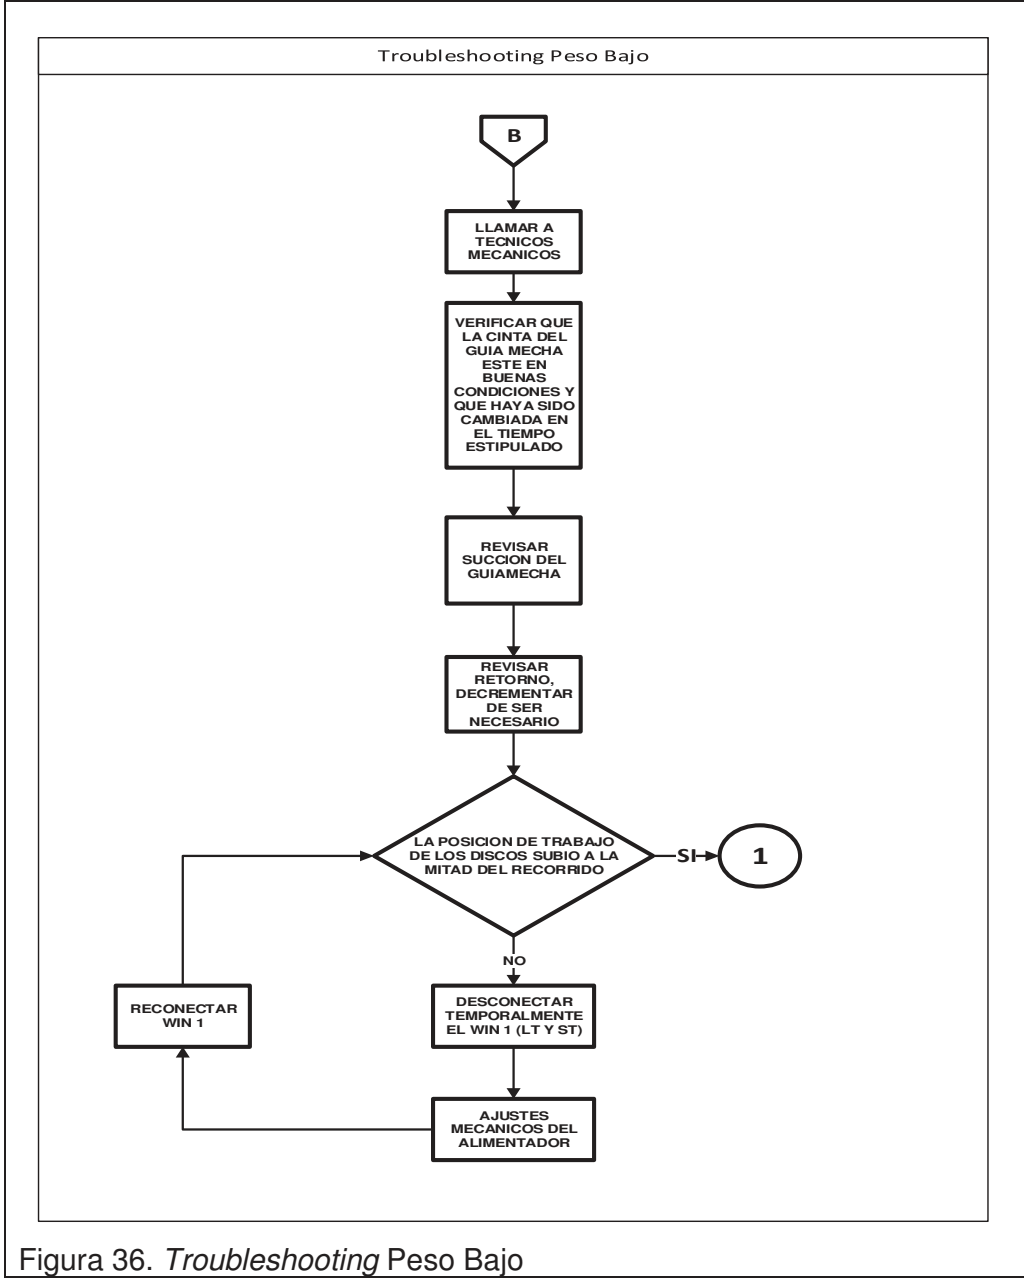 Troubleshooting Peso Bajo
B
LLAMAR A
TECNICOS
MECANICOS
VERIFICAR QUE
LA CINTA DEL
GUIA MECHA
ESTE EN
BUENAS
CONDICIONES Y
QUE HAYA SIDO
CAMBIADA EN
EL TIEMPO
ESTIPULADO
REVISAR
SUCCION DEL
GUIAMECHA
REVISAR
RETORNO,
DECREMENTAR
DE SER
NECESARIO
LA POSICION DE TRABAJO
DE LOS DISCOS SUBIO A LA
MITAD DEL RECORRIDO
SI
1
NO
DESCONECTAR
TEMPORALMENTE
EL WIN 1 (LT Y ST)
RECONECTAR
WIN 1
AJUSTES
MECANICOS DEL
ALIMENTADOR
Figura 36. Troubleshooting Peso Bajo